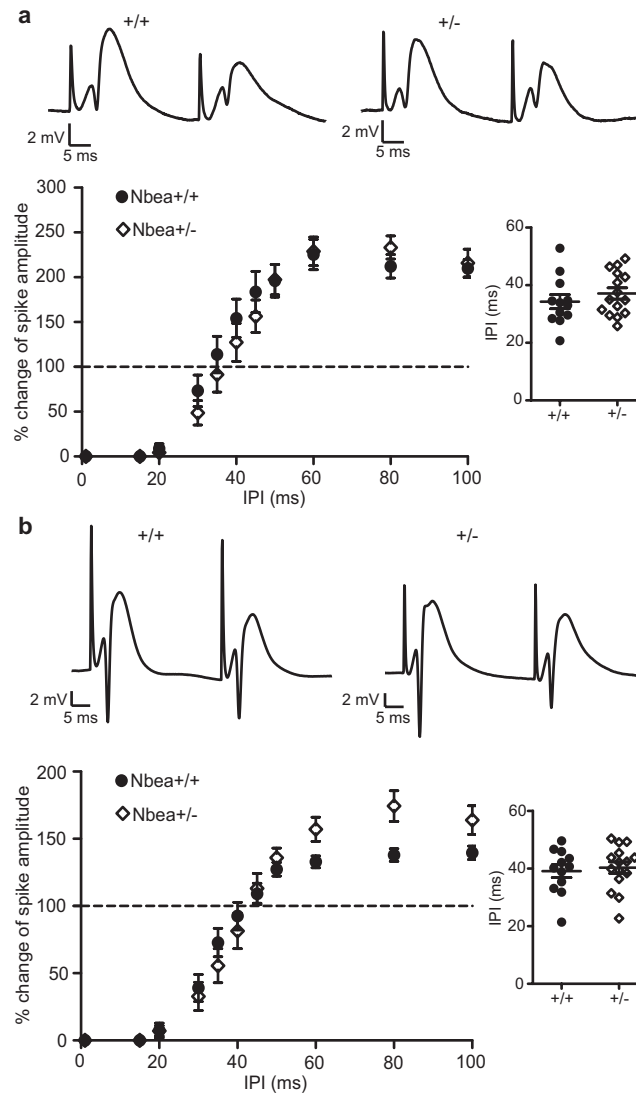 a
+/+
+/-
2 mV
5 ms
2 mV
5 ms
300
250
200
150
100
50
0
% change of spike amplitude
Nbea+/+
Nbea+/-
0
20
40
60
80
100
IPI (ms)
60
40
20
0
IPI (ms)
+/+
+/-
b
+/+
+/-
2 mV
5 ms
2 mV
5 ms
200
150
100
50
0
% change of spike amplitude
Nbea+/+
Nbea+/-
0
20
40
60
80
100
IPI (ms)
60
40
20
0
IPI (ms)
+/+
+/-